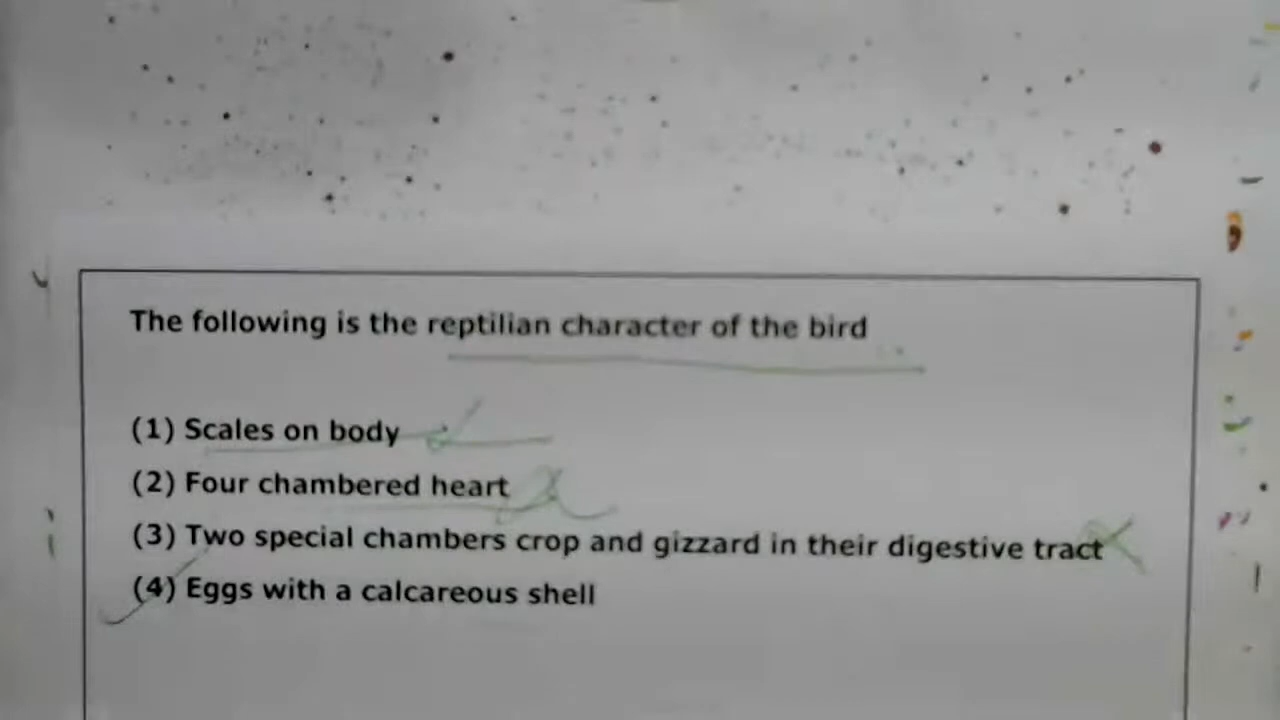 The following is the reptilian character of the bird
(1) Scales on body
(2) Four chambered heart
(3) Two special chambers crop and gizzard in their digestive tract
(4) Eggs with a calcareous shell